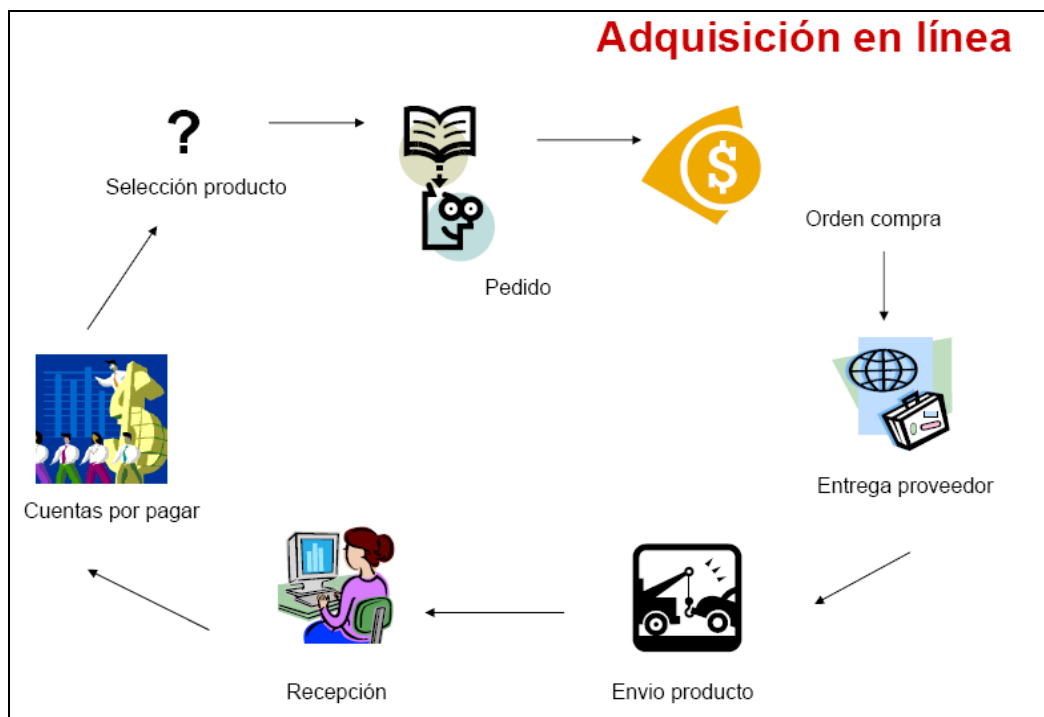 Adquisición en línea
?
Selección producto
$
Orden compra
Pedido
Entrega proveedor
Cuentas por pagar
Recepción
Envio producto